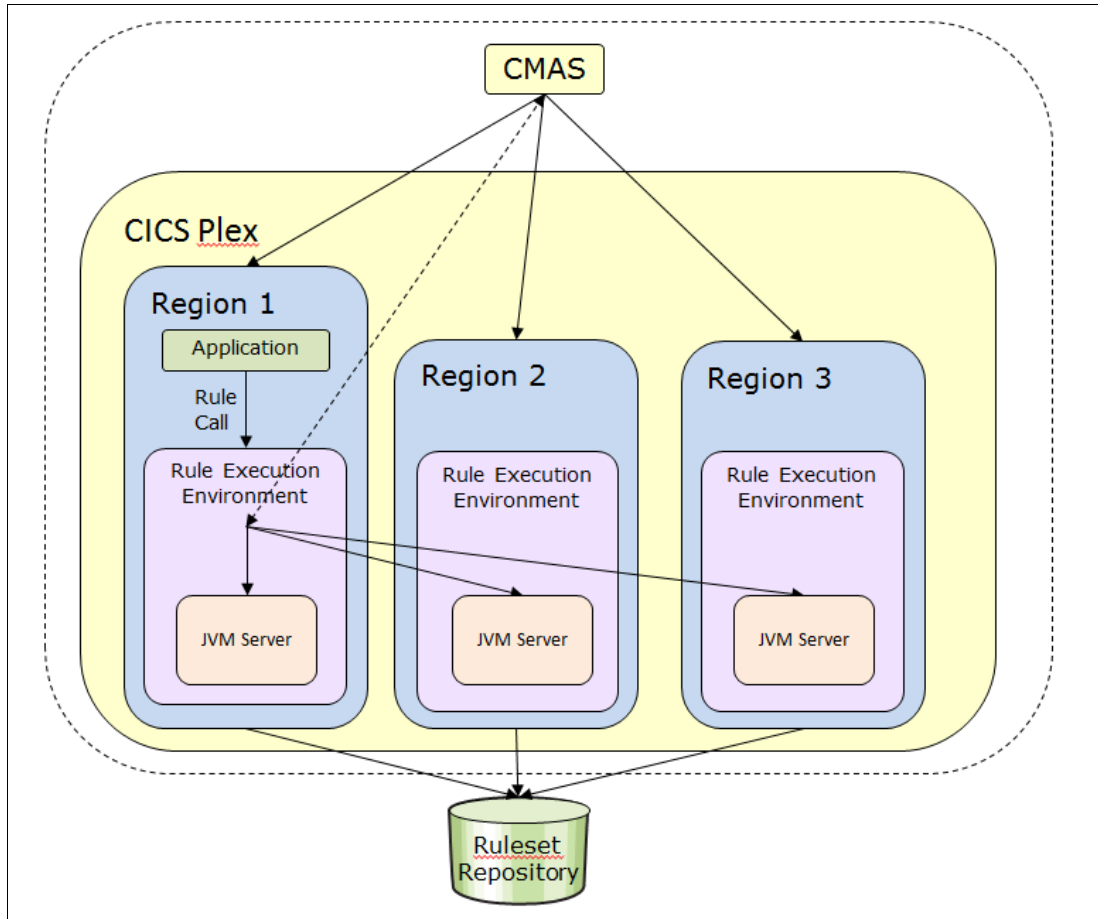 CMAS
CICS Plex
Region 1
Application
Rule
Call
Rule Execution
Environment
JVM Server
Region 2
Rule Execution
Environment
JVM Server
Region 3
Rule Execution
Environment
JVM Server
Ruleset
Repository